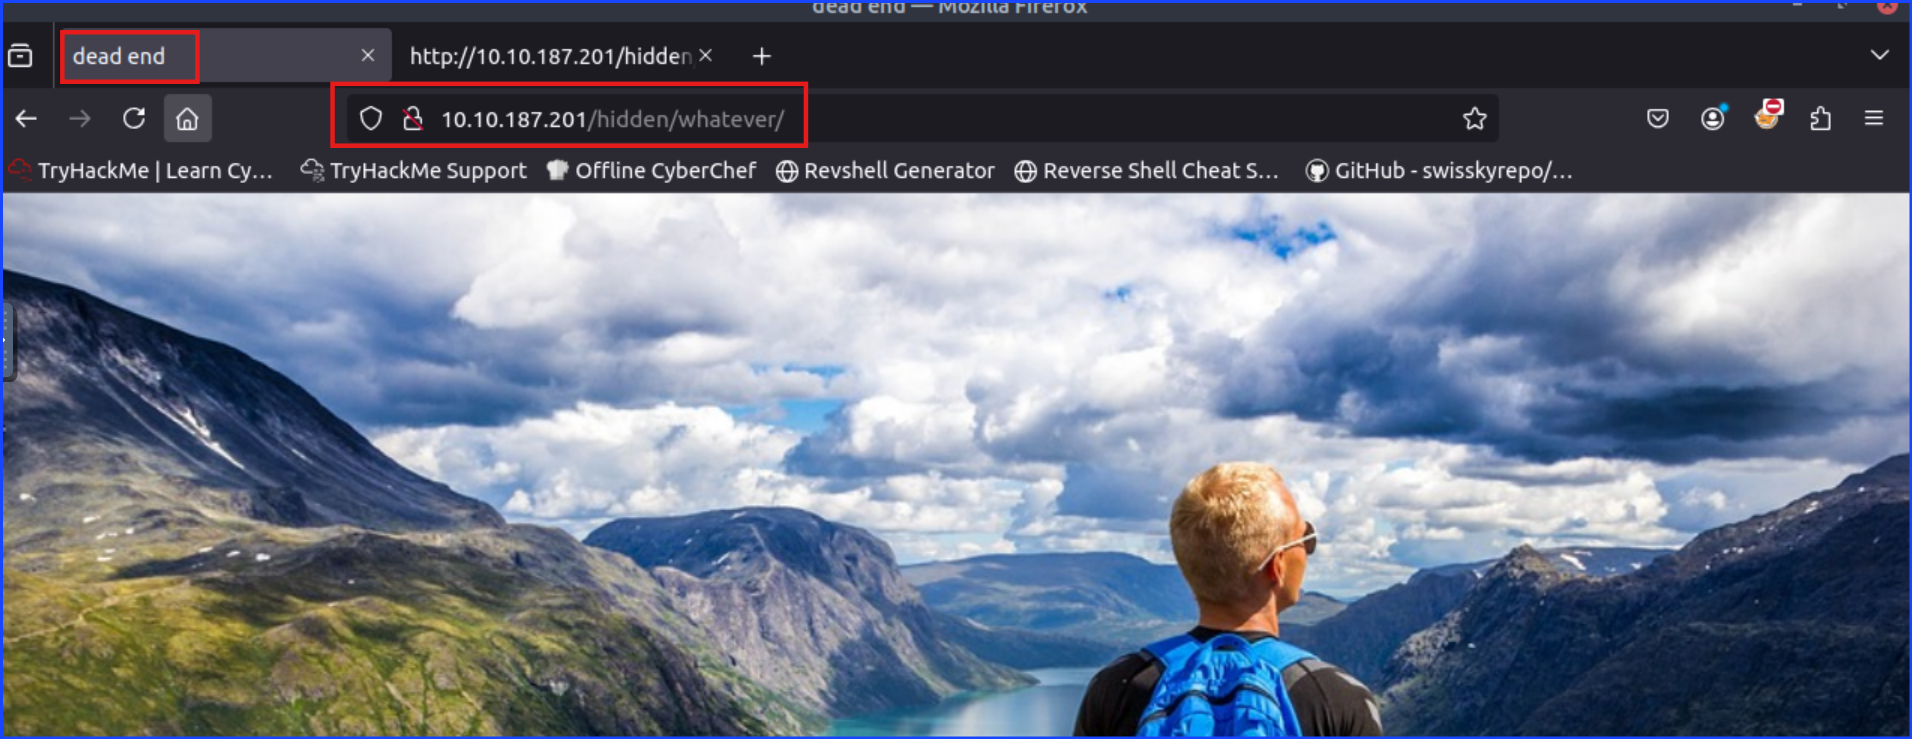 dead end — Mozilla Firefox
dead end
http://10.10.187.201/hidden
10.10.187.201/hidden/whatever/
TryHackMe | Learn Cy... TryHackMe Support Offline CyberChef Revshell Generator Reverse Shell Cheat S... GitHub - swisskyrepo/...